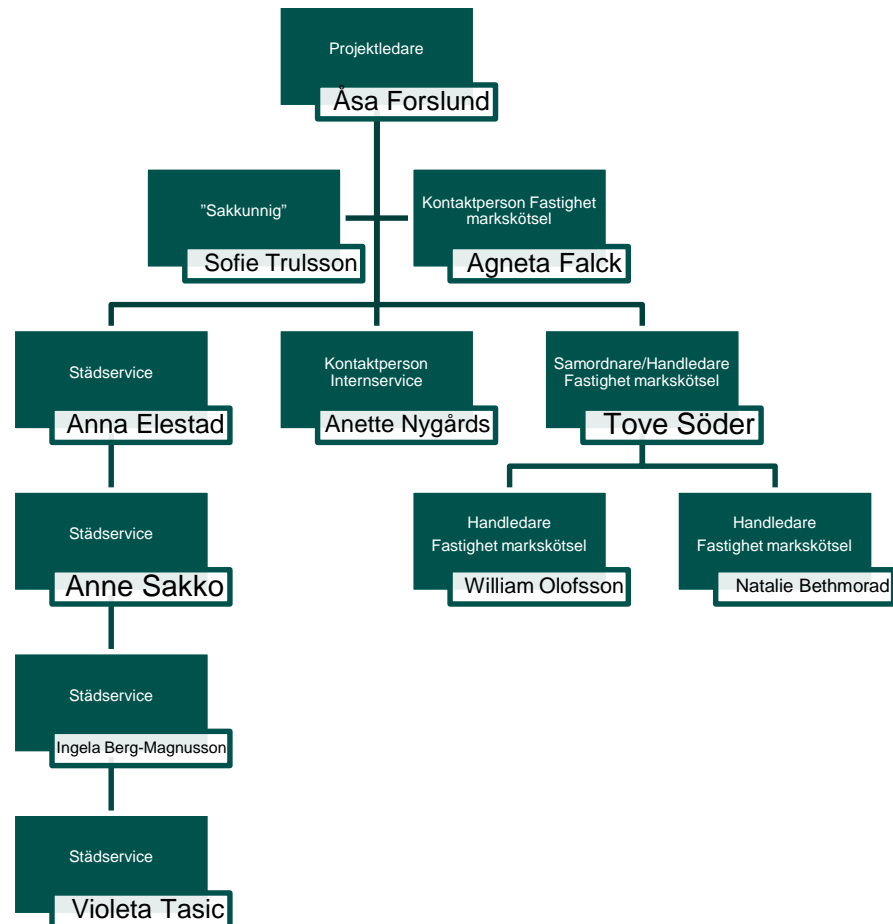 Projektledare
Åsa Forslund
”Sakkunnig”
Sofie Trulsson
Kontaktperson Fastighet
markskötsel
Agneta Falck
Städservice
Anna Elestad
Kontaktperson
Internservice
Anette Nygårds
Samordnare/Handledare
Fastighet markskötsel
Tove Söder
Städservice
Anne Sakko
Handledare
Fastighet markskötsel
William Olofsson
Handledare
Fastighet markskötsel
Natalie Bethmorad
Städservice
Ingela Berg-Magnusson
Städservice
Violeta Tasic